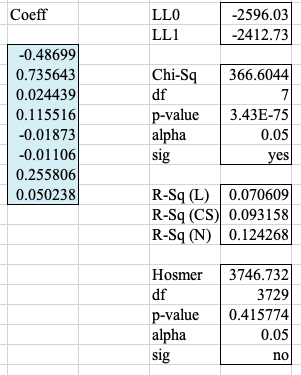 Coeff LL0 -2596.03
LL1 -2412.73
-0.48699
0.735643 Chi-Sq 366.6044
0.024439 df 7
0.115516 p-value 3.43E-75
-0.01873 alpha 0.05
-0.01106 sig yes
0.255806
0.050238 R-Sq (L) 0.070609
R-Sq (CS) 0.093158
R-Sq (N) 0.124268
Hosmer 3746.732
df 3729
p-value 0.415774
alpha 0.05
sig no